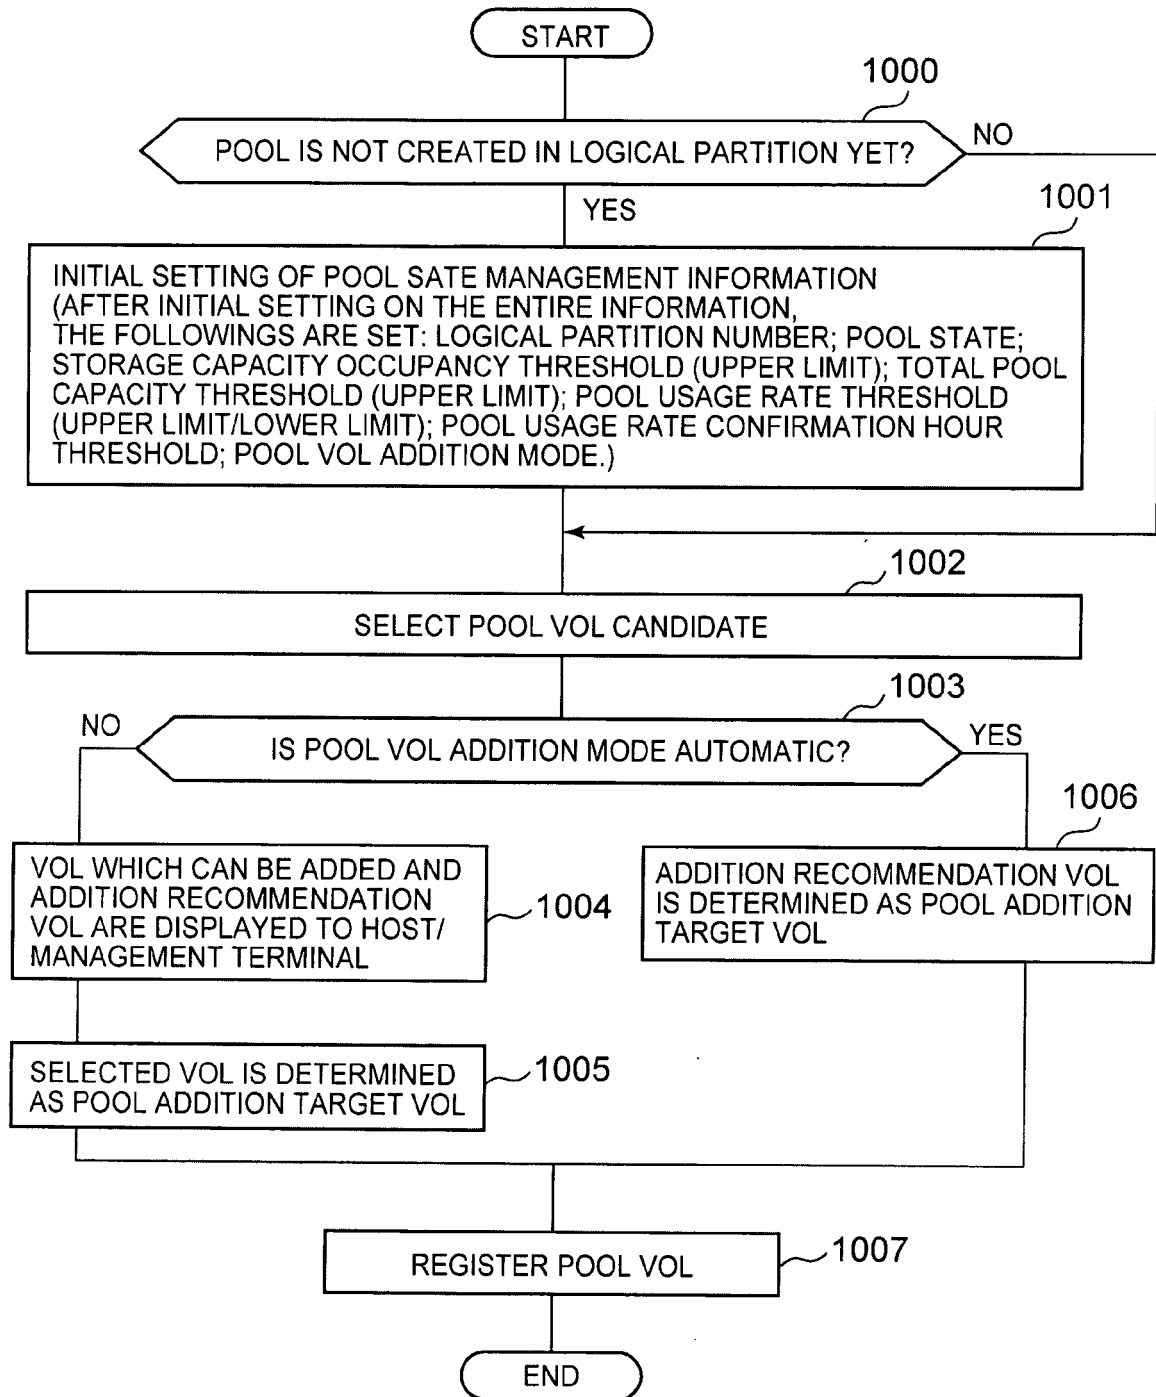 START
1000
POOL IS NOT CREATED IN LOGICAL PARTITION YET?
NO
YES
1001
INITIAL SETTING OF POOL SATE MANAGEMENT INFORMATION
(AFTER INITIAL SETTING ON THE ENTIRE INFORMATION,
THE FOLLOWINGS ARE SET: LOGICAL PARTITION NUMBER; POOL STATE;
STORAGE CAPACITY OCCUPANCY THRESHOLD (UPPER LIMIT); TOTAL POOL
CAPACITY THRESHOLD (UPPER LIMIT); POOL USAGE RATE THRESHOLD
(UPPER LIMIT/LOWER LIMIT); POOL USAGE RATE CONFIRMATION HOUR
THRESHOLD; POOL VOL ADDITION MODE.)
1002
SELECT POOL VOL CANDIDATE
1003
NO
IS POOL VOL ADDITION MODE AUTOMATIC?
YES
1006
VOL WHICH CAN BE ADDED AND
ADDITION RECOMMENDATION
VOL ARE DISPLAYED TO HOST/
MANAGEMENT TERMINAL
1004
ADDITION RECOMMENDATION VOL
IS DETERMINED AS POOL ADDITION
TARGET VOL
SELECTED VOL IS DETERMINED
AS POOL ADDITION TARGET VOL
1005
REGISTER POOL VOL
1007
END